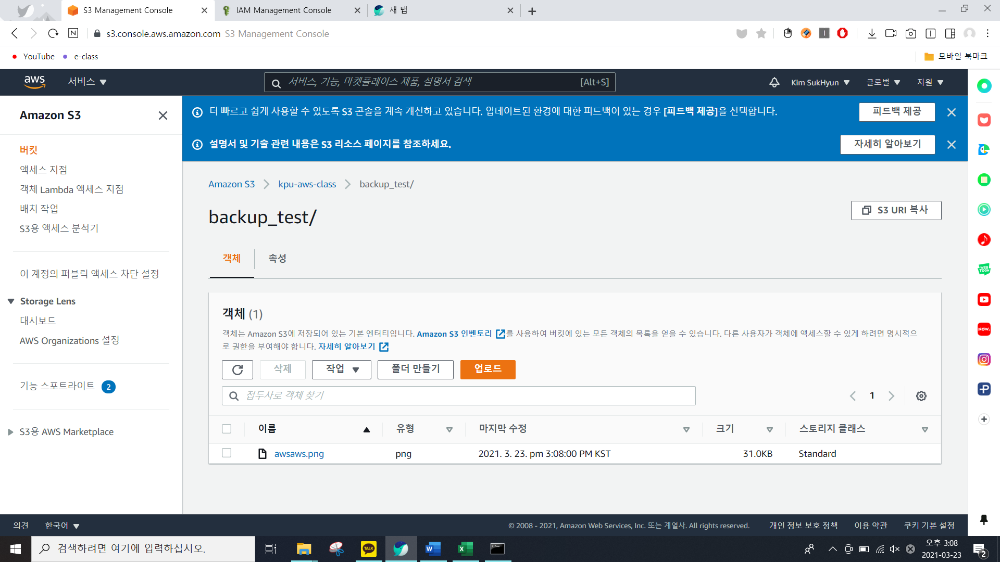 S3 Management Console
IAM Management Console
새 탭
s3.console.aws.amazon.com S3 Management Console
YouTube
e-class
모바일 북마크
aws
서비스
서비스, 기능, 마켓플레이스 제품, 설명서 검색
[Alt+S]
Kim SukHyun
글로벌
지원
Amazon S3
버킷
액세스 지점
객체 Lambda 액세스 지점
배치 작업
S3용 액세스 분석기
이 계정의 퍼블릭 액세스 차단 설정
Storage Lens
대시보드
AWS Organizations 설정
기능 스포트라이트 2
S3용 AWS Marketplace
더 빠르고 쉽게 사용할 수 있도록 S3 콘솔을 계속 개선하고 있습니다. 업데이트된 환경에 대한 피드백이 있는 경우 [피드백 제공]을 선택합니다.
피드백 제공
설명서 및 기술 관련 내용은 S3 리소스 페이지를 참조하세요.
자세히 알아보기
Amazon S3
kpu-aws-class
backup_test/
backup_test/
S3 URI 복사
객체
속성
객체 (1)
객체는 Amazon S3에 저장되어 있는 기본 엔터티입니다. Amazon S3 인벤토리 를 사용하여 버킷에 있는 모든 객체의 목록을 얻을 수 있습니다. 다른 사용자가 객체에 액세스할 수 있게 하려면 명시적으
로 권한을 부여해야 합니다. 자세히 알아보기
삭제
작업
폴더 만들기
업로드
접두사로 객체 찾기
1
이름
유형
마지막 수정
크기
스토리지 클래스
awsaws.png
png
2021. 3. 23. pm 3:08:00 PM KST
31.0KB
Standard
WEB
TOON
NOW.
의견
한국어
© 2008 - 2021, Amazon Web Services, Inc. 또는 계열사. All rights reserved.
개인 정보 보호 정책
이용 약관
쿠키 기본 설정
검색하려면 여기에 입력하십시오.
TALK
오후 3:08
2021-03-23
2